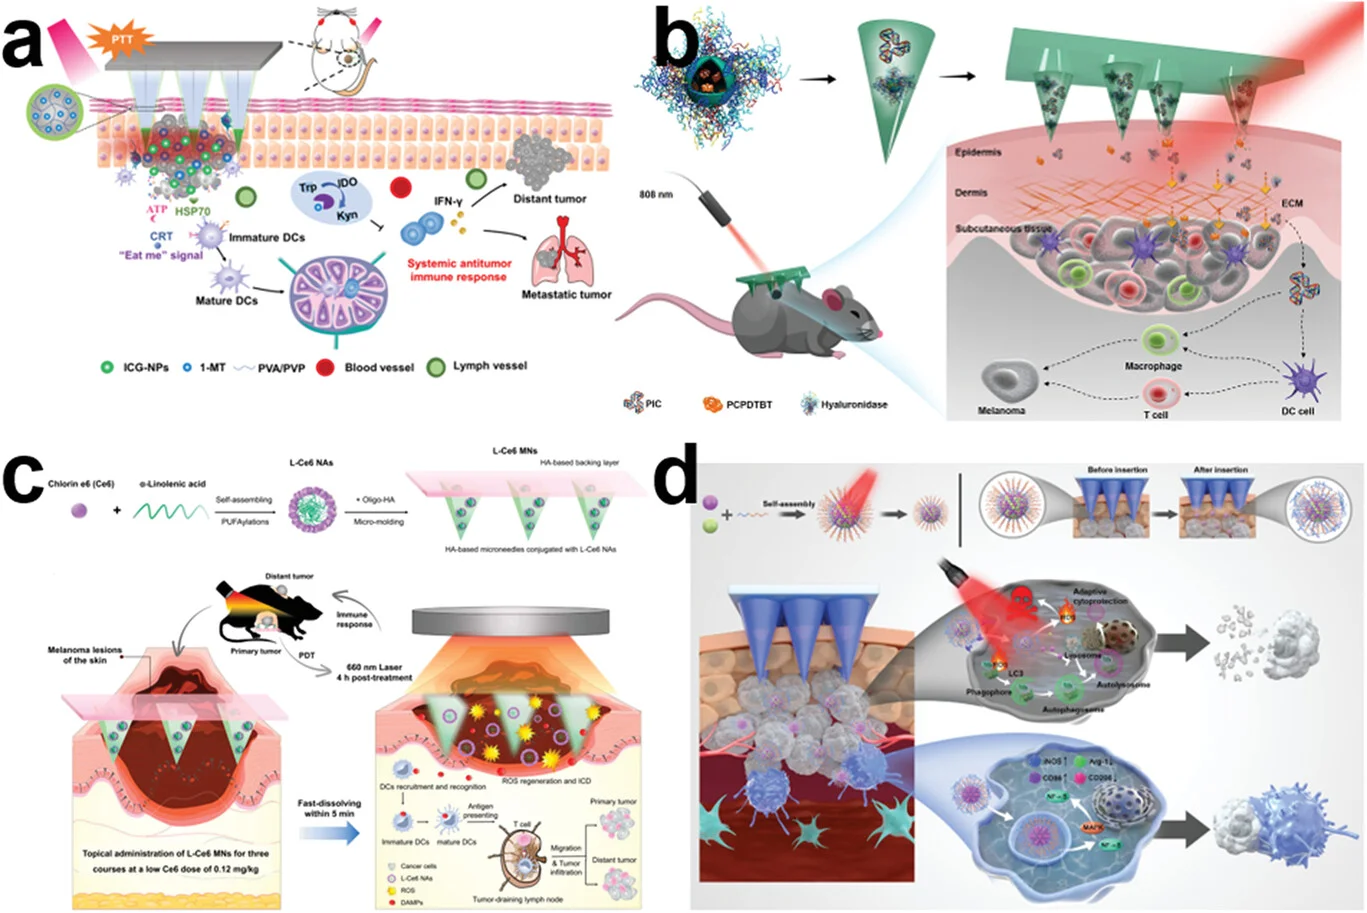 a
PTT
Trp
IDO
Kyn
IFN-γ
Distant tumor
ATP
HSP70
CRT
"Eat me" signal
Immature DCs
Mature DCs
Systemic antitumor
immune response
Metastatic tumor
ICG-NPs
1-MT
PVA/PVP
Blood vessel
Lymph vessel
b
808 nm
Epidermis
Dermis
ECM
Subcutaneous tissue
Macrophage
Melanoma
T cell
DC cell
PIC
PCPDTBT
Hyaluronidase
c
L-Ce6 NAs
L-Ce6 MNs
HA-based backing layer
Chlorin e6 (Ce6)
α-Linolenic acid
+
Self-assembling
PUFAylations
+ Oligo-HA
Micro-molding
HA-based microneedles conjugated with L-Ce6 NAs
Distant tumor
Immune
response
Primary tumor
PDT
Melanoma lesions
of the skin
660 nm Laser
4 h post-treatment
Fast-dissolving
within 5 min
Topical administration of L-Ce6 MNs for three
courses at a low Ce6 dose of 0.12 mg/kg
ROS regeneration and ICD
DCs recruitment and recognition
Antigen
presenting
T cell
Immature DCs
mature DCs
Migration
& Tumor
infiltration
Primary tumor
Distant tumor
Cancer cells
L-Ce6 NAs
ROS
DAMPs
Tumor-draining lymph node
d
+
Self-assembly
Before insertion
After insertion
Adaptive
cytoprotection
ROS
Lysosome
ROS
LC3
Phagophore
Autolysosome
Autophagosome
iNOS↑
Arg-1↓
CD86↑
CD206↓
MAPK